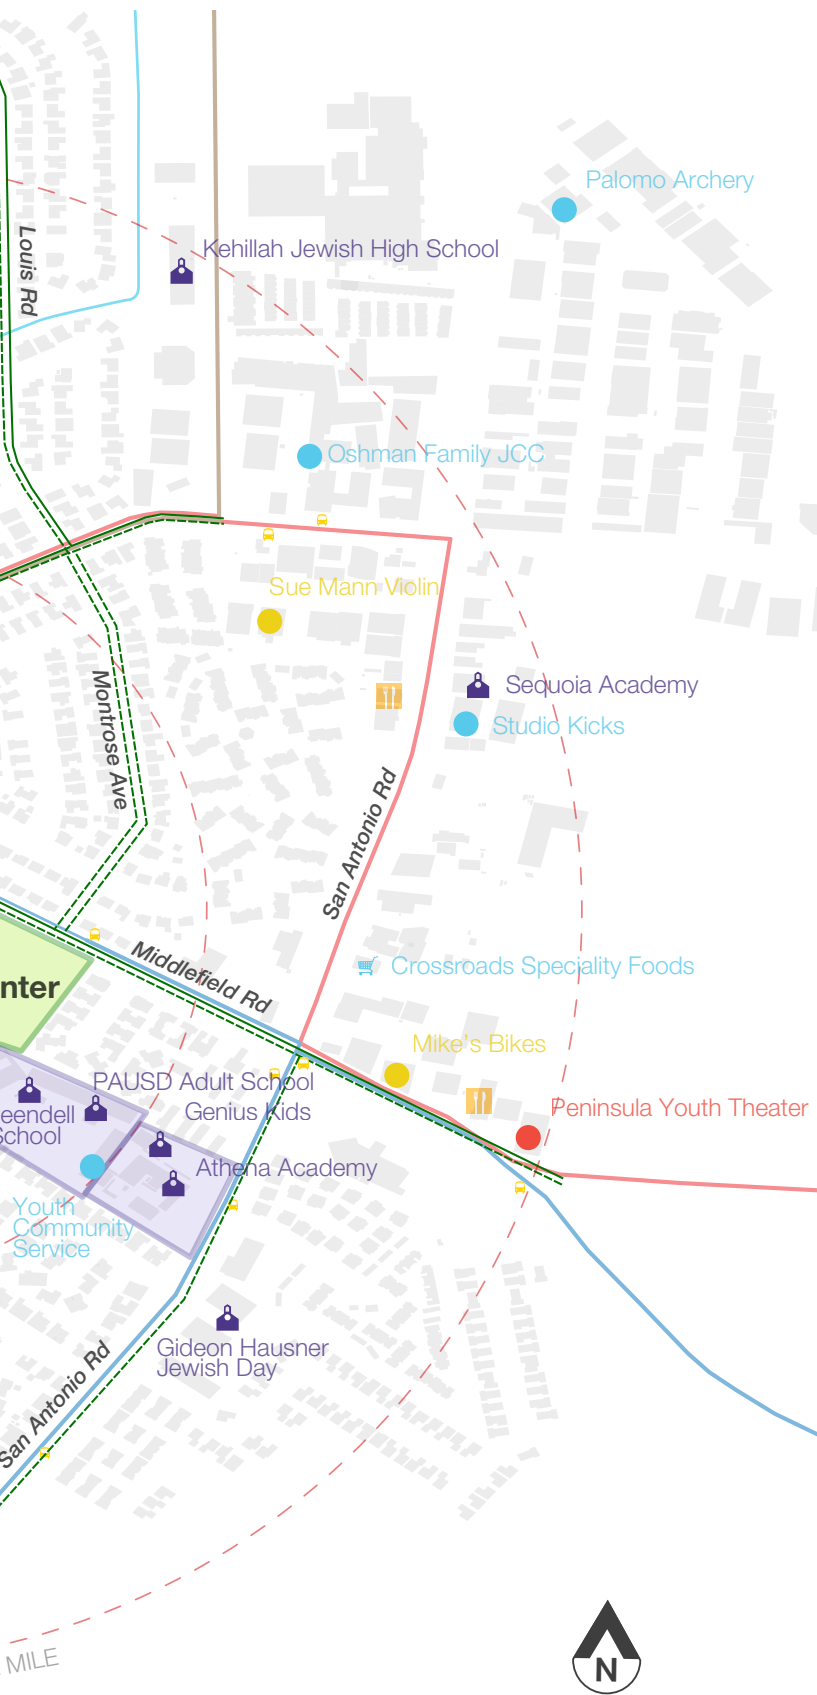 Palomo Archery
Louis Rd
Kehillah Jewish High School
Oshman Family JCC
Sue Mann Violin
Montrose Ave
Sequoia Academy
Studio Kicks
San Antonio Rd
Middlefield Rd
Crossroads Speciality Foods
nter
Mike's Bikes
PAUSD Adult School
Genius Kids
eendell
School
Peninsula Youth Theater
Athena Academy
Youth
Community
Service
Gideon Hausner
Jewish Day
San Antonio Rd
MILE
N